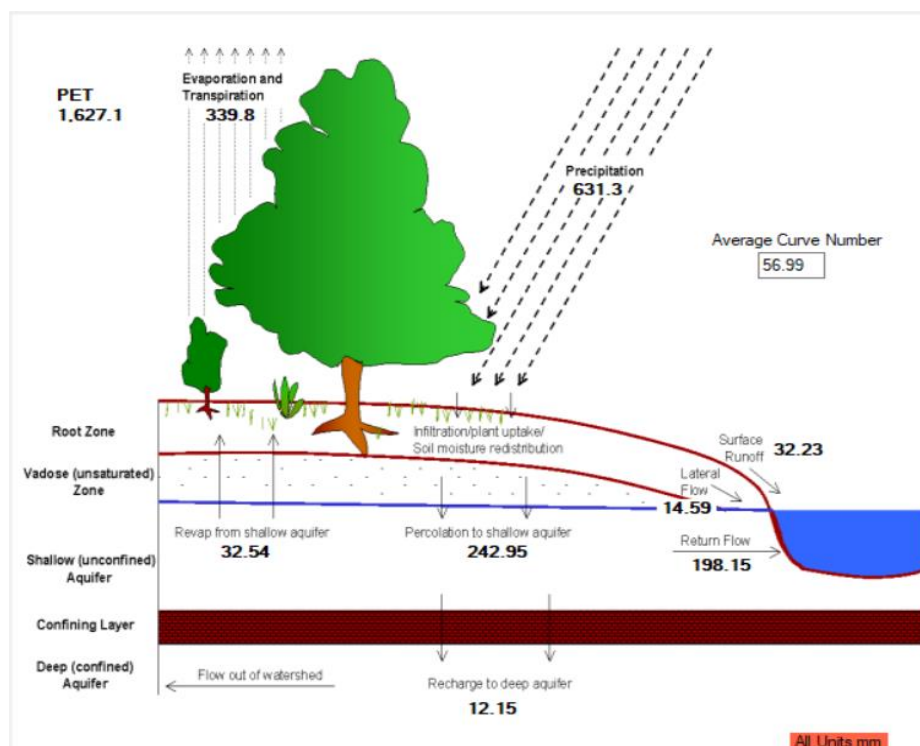 PET
1,627.1
Evaporation and
Transpiration
339.8
Precipitation
631.3
Average Curve Number
56.99
Root Zone
Infiltration/plant uptake/
Soil moisture redistribution
Surface
Runoff
32.23
Vadose (unsaturated)
Zone
Lateral
Flow
14.59
Revap from shallow aquifer
32.54
Percolation to shallow aquifer
242.95
Return Flow
198.15
Shallow (unconfined)
Aquifer
Confining Layer
Deep (confined)
Aquifer
Flow out of watershed
Recharge to deep aquifer
12.15
All Units mm